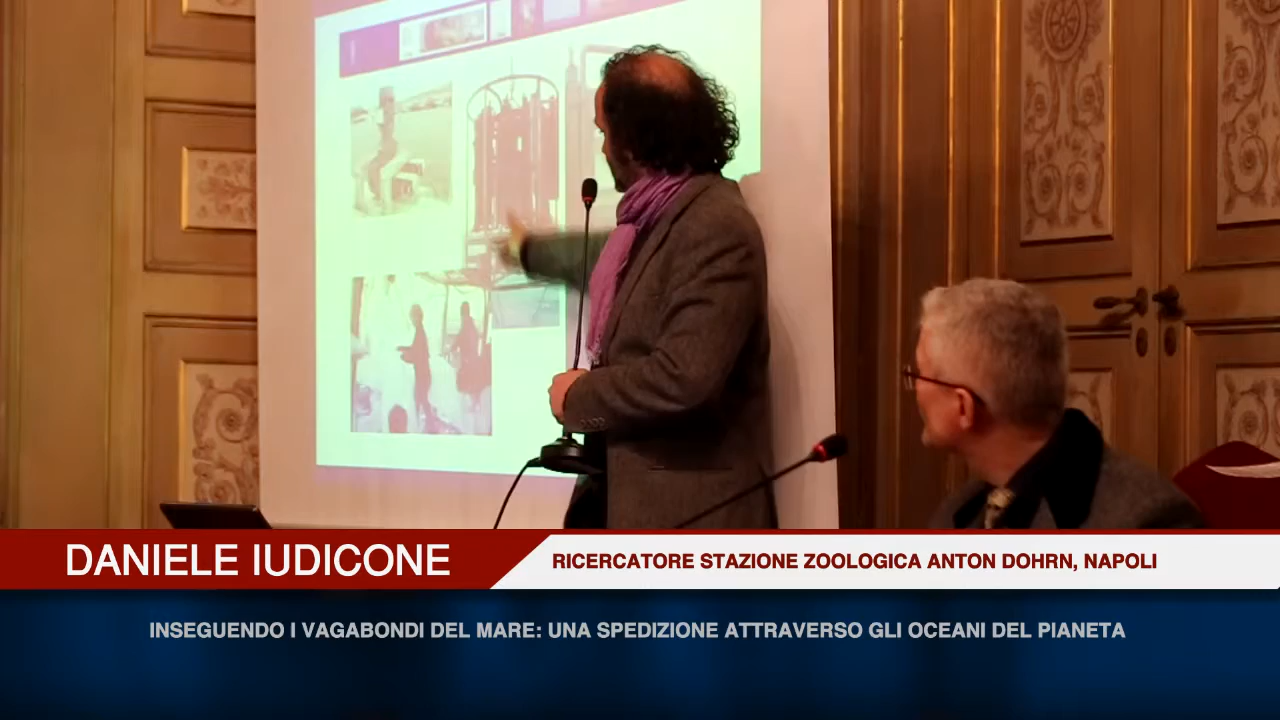 DANIELE IUDICONE
RICERCATORE STAZIONE ZOOLOGICA ANTON DOHRN, NAPOLI
INSEGUENDO I VAGABONDI DEL MARE: UNA SPEDIZIONE ATTRAVERSO GLI OCEANI DEL PIANETA